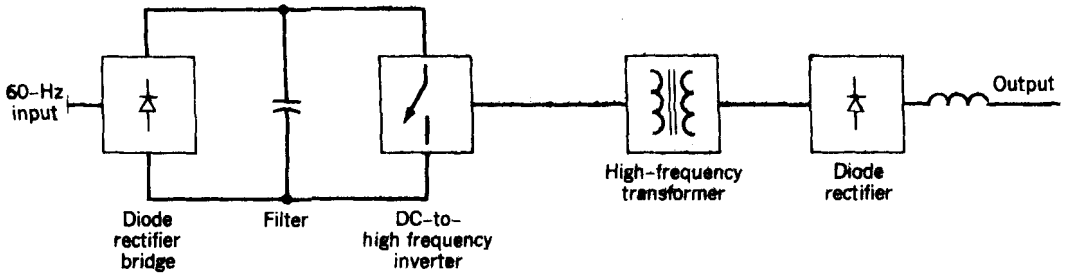 60-Hz
input
Diode
rectifier
bridge
Filter
DC-to-
high frequency
inverter
High-frequency
transformer
Diode
rectifier
Output